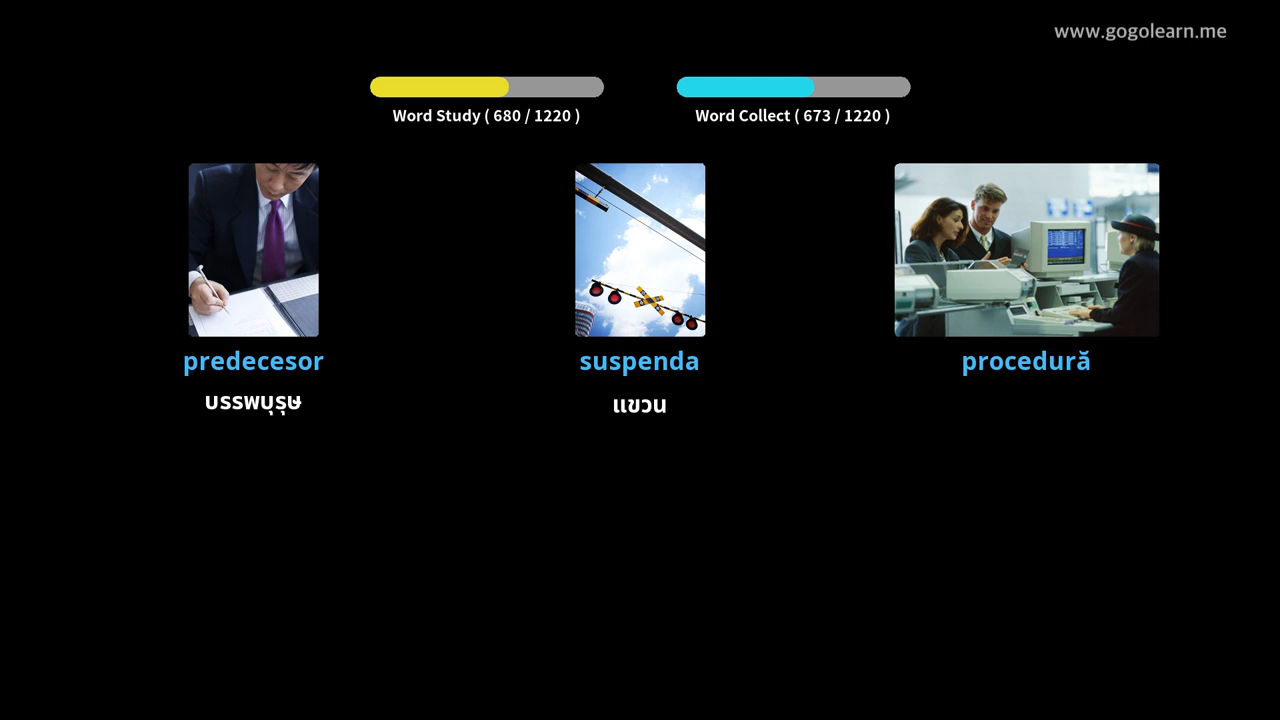 www.gogolearn.me
Word Study ( 680 / 1220 )
Word Collect ( 673 / 1220 )
predecesor
suspenda
procedură
บรรพบุรุษ
แขวน